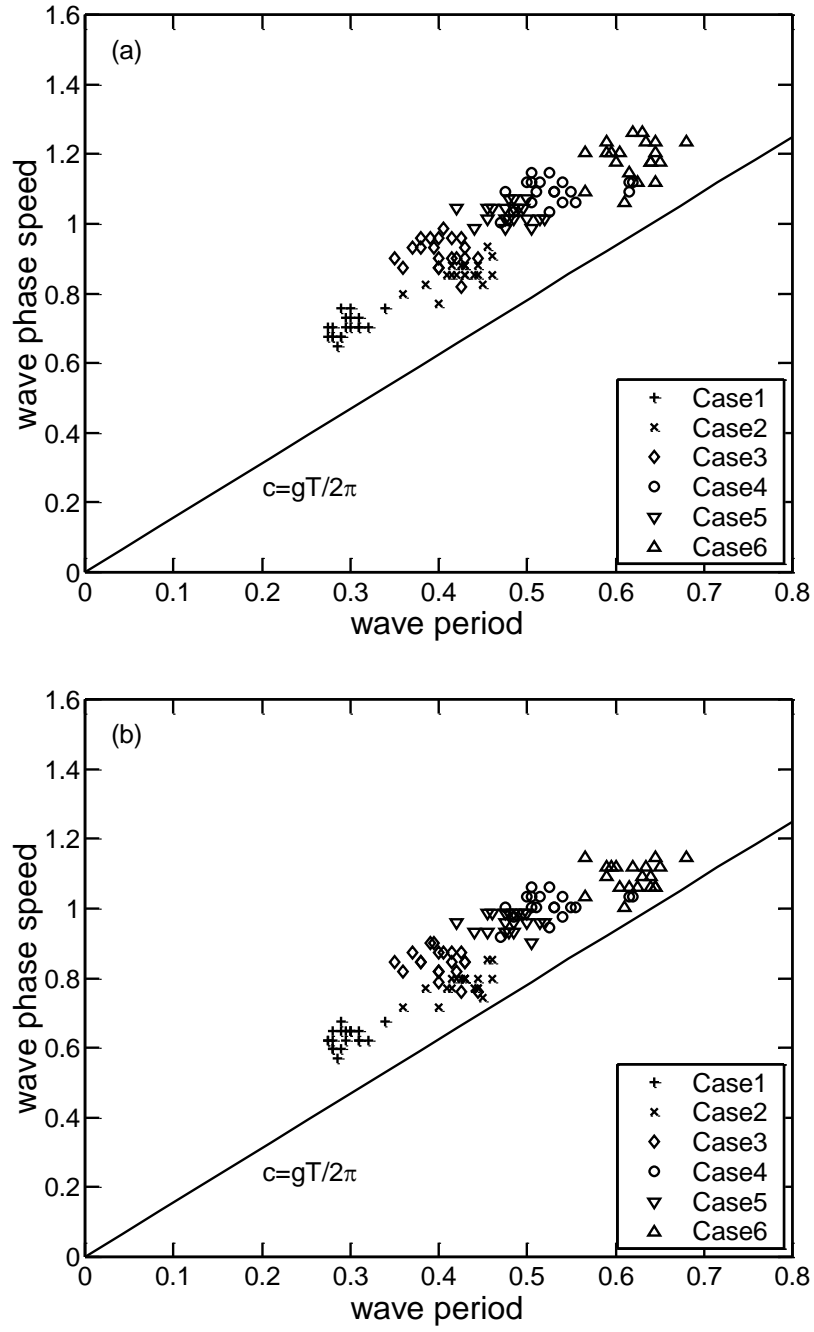 1.6
(a)
1.4
1.2
1
0.8
0.6
0.4
0.2
0
wave phase speed
c=gT/2π
Case1
Case2
Case3
Case4
Case5
Case6
0 0.1 0.2 0.3 0.4 0.5 0.6 0.7 0.8
wave period
1.6
(b)
1.4
1.2
1
0.8
0.6
0.4
0.2
0
wave phase speed
c=gT/2π
Case1
Case2
Case3
Case4
Case5
Case6
0 0.1 0.2 0.3 0.4 0.5 0.6 0.7 0.8
wave period